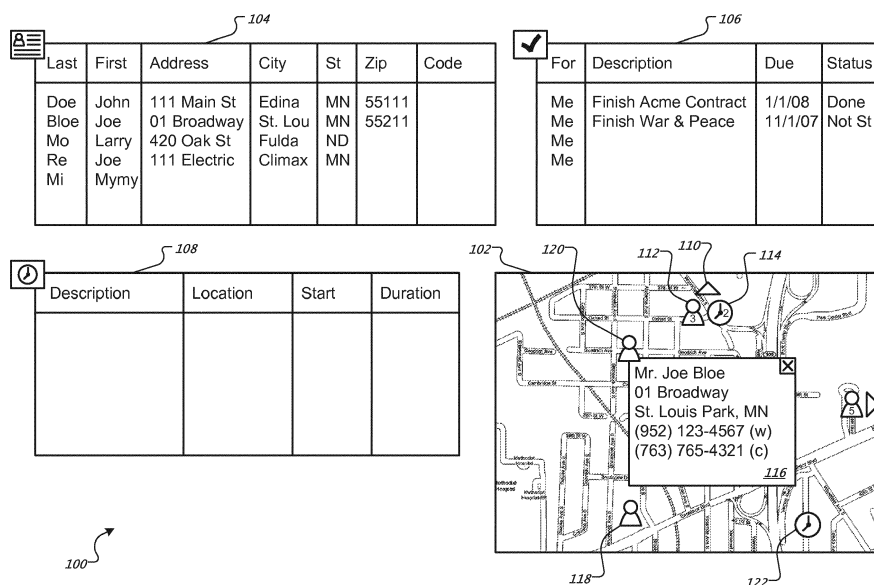 104
Last First Address City St Zip Code
Doe John 111 Main St Edina MN 55111
Bloe Joe 01 Broadway St. Lou MN 55211
Mo Larry 420 Oak St Fulda ND
Re Joe 111 Electric Climax MN
Mi Mymy
106
For Description Due Status
Me Finish Acme Contract 1/1/08 Done
Me Finish War & Peace 11/1/07 Not St
Me
Me
108
Description Location Start Duration
102
120
112
110
114
3
2
Mr. Joe Bloe
01 Broadway
St. Louis Park, MN
(952) 123-4567 (w)
(763) 765-4321 (c)
116
5
Methodist
Hospital
100
118
122